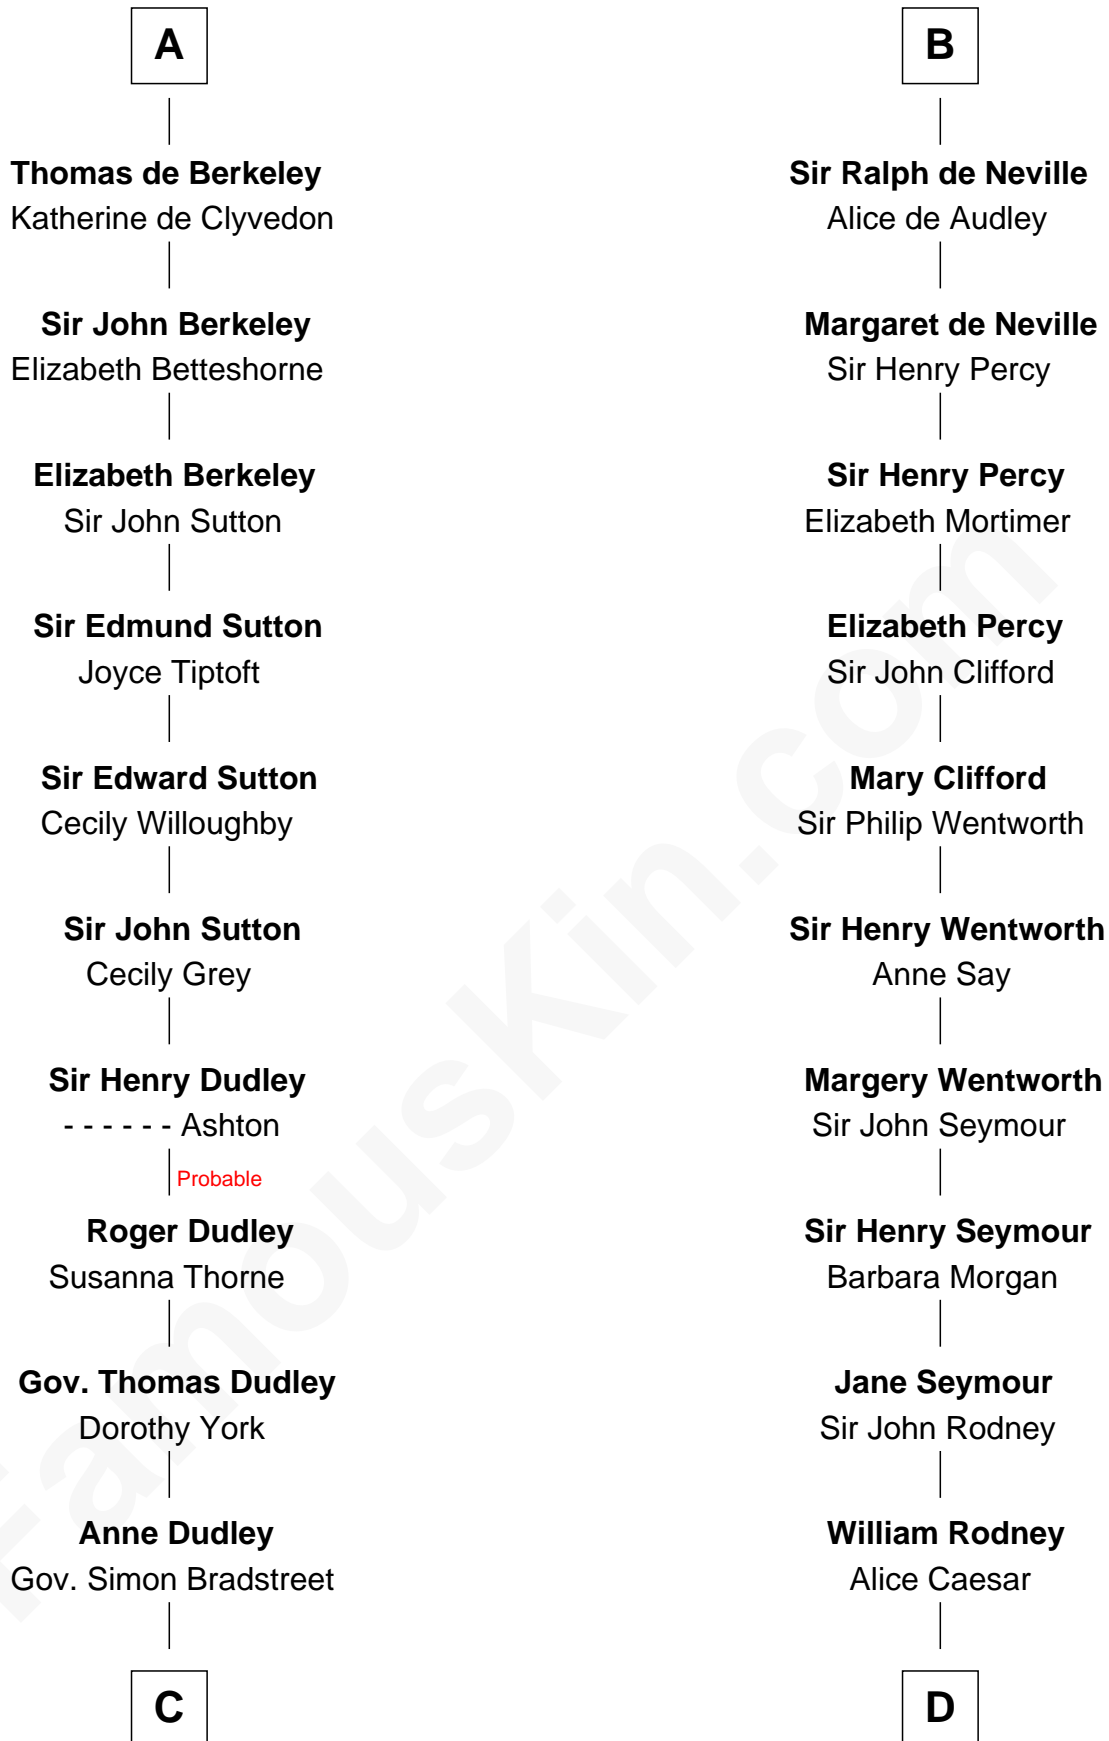 A
Thomas de Berkeley
Katherine de Clyvedon
Sir John Berkeley
Elizabeth Betteshorne
Elizabeth Berkeley
Sir John Sutton
Sir Edmund Sutton
Joyce Tiptoft
Sir Edward Sutton
Cecily Willoughby
Sir John Sutton
Cecily Grey
Sir Henry Dudley
- - - - - - Ashton
Probable
Roger Dudley
Susanna Thorne
Gov. Thomas Dudley
Dorothy York
Anne Dudley
Gov. Simon Bradstreet
C
B
Sir Ralph de Neville
Alice de Audley
Margaret de Neville
Sir Henry Percy
Sir Henry Percy
Elizabeth Mortimer
Elizabeth Percy
Sir John Clifford
Mary Clifford
Sir Philip Wentworth
Sir Henry Wentworth
Anne Say
Margery Wentworth
Sir John Seymour
Sir Henry Seymour
Barbara Morgan
Jane Seymour
Sir John Rodney
William Rodney
Alice Caesar
D
FamousKin.com